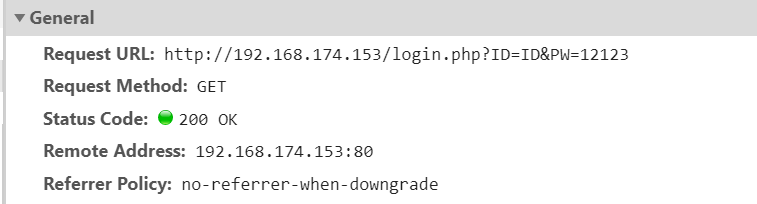 General
Request URL: http://192.168.174.153/login.php?ID=ID&PW=12123
Request Method: GET
Status Code: 200 OK
Remote Address: 192.168.174.153:80
Referrer Policy: no-referrer-when-downgrade